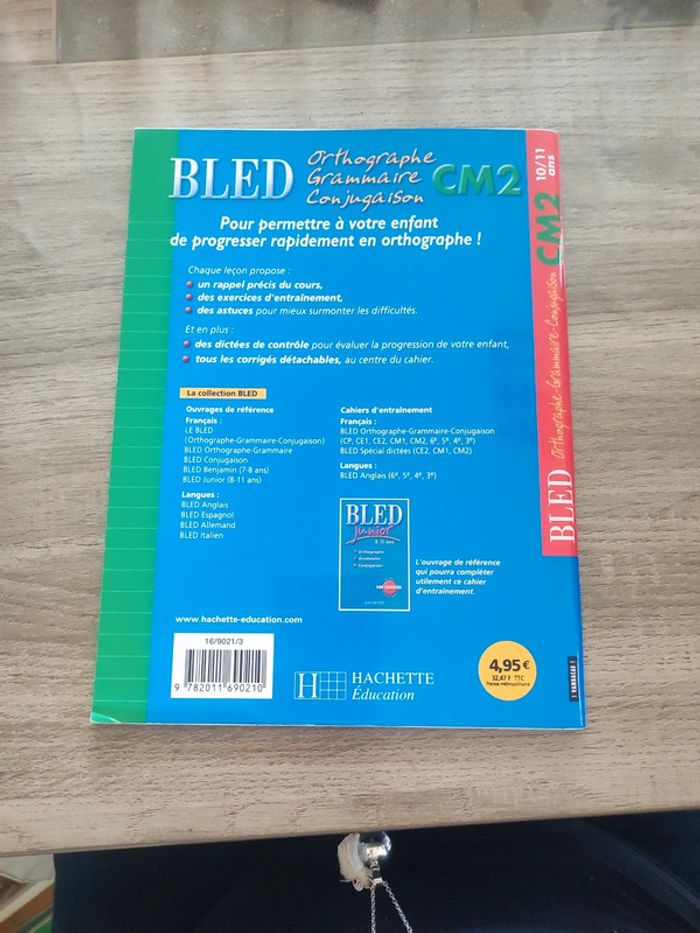 BLED Orthographe Grammaire Conjugaison CM2
Pour permettre à votre enfant
de progresser rapidement en orthographe !
Chaque leçon propose :
un rappel précis du cours,
des exercices d'entraînement,
des astuces pour mieux surmonter les difficultés.
Et en plus :
des dictées de contrôle pour évaluer la progression de votre enfant,
tous les corrigés détachables, au centre du cahier.
La collection BLED
Ouvrages de référence
Français :
LE BLED
(Orthographe-Grammaire-Conjugaison)
BLED Orthographe-Grammaire
BLED Conjugaison
BLED Benjamin (7-8 ans)
BLED Junior (8-11 ans)
Langues :
BLED Anglais
BLED Espagnol
BLED Allemand
BLED Italien
Cahiers d'entraînement
Français :
BLED Orthographe-Grammaire-Conjugaison
(CP, CE1, CE2, CM1, CM2, 6e, 5e, 4e, 3e)
BLED Spécial dictées (CE2, CM1, CM2)
Langues :
BLED Anglais (6e, 5e, 4e, 3e)
BLED
Junior
Orthographe
Grammaire
Conjugaison
HACHETTE
L'ouvrage de référence
qui pourra compléter
utilement ce cahier
d'entraînement.
www.hachette-education.com
16/9021/3
9 782011 690210
H HACHETTE
Éducation
4,95 €
32,47 F TTC
France métropolitaine
BLED Orthographe-Grammaire-Conjugaison CM2 10/11 ans